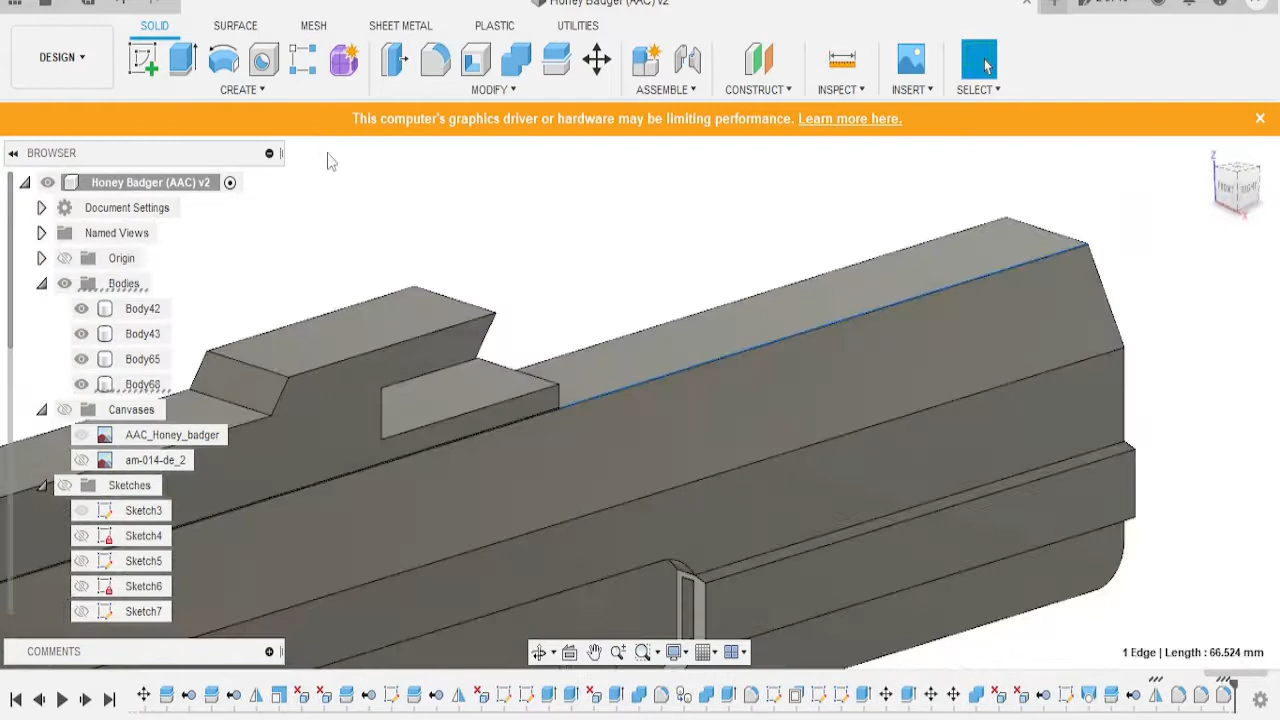 Honey Badger (AAC) v2
SOLID SURFACE MESH SHEET METAL PLASTIC UTILITIES
DESIGN
CREATE MODIFY ASSEMBLE CONSTRUCT INSPECT INSERT SELECT
This computer's graphics driver or hardware may be limiting performance. Learn more here.
BROWSER
Honey Badger (AAC) v2
Document Settings
Named Views
Origin
Bodies
Body42
Body43
Body65
Body68
Canvases
AAC_Honey_badger
am-014-de_2
Sketches
Sketch3
Sketch4
Sketch5
Sketch6
Sketch7
Z
FRONT RIGHT
X
COMMENTS
1 Edge | Length : 66.524 mm